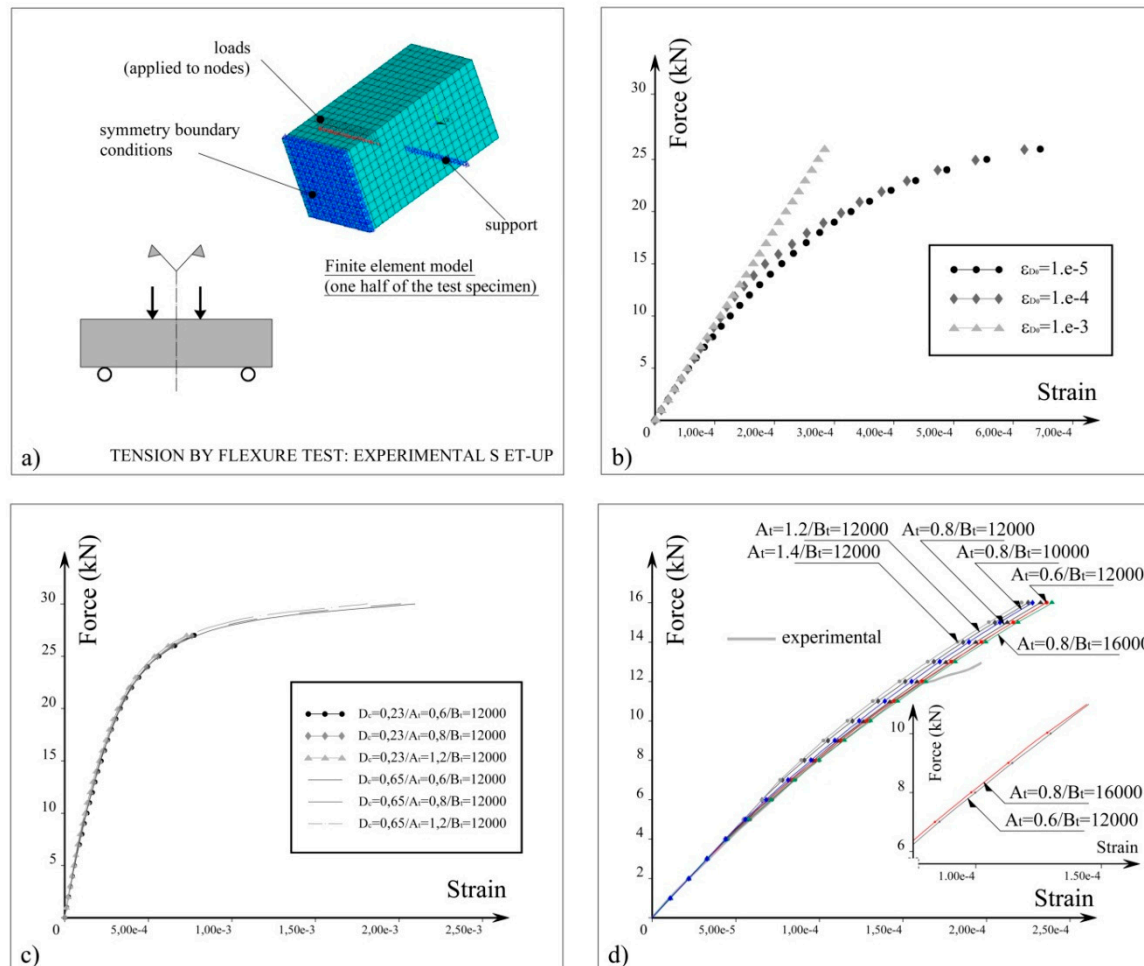 loads
(applied to nodes)
symmetry boundary
conditions
support
Finite element model
(one half of the test specimen)
a)
TENSION BY FLEXURE TEST: EXPERIMENTAL S ET-UP
Force (kN)
30
25
20
15
10
5
0
1,00e-4
2,00e-4
3,00e-4
4,00e-4
5,00e-4
6,00e-4
7,00e-4
Strain
εD0=1.e-5
εD0=1.e-4
εD0=1.e-3
b)
Force (kN)
30
25
20
15
10
5
0
5,00e-4
1,00e-3
1,50e-3
2,00e-3
2,50e-3
Strain
Dc=0,23/At=0,6/Bt=12000
Dc=0,23/At=0,8/Bt=12000
Dc=0,23/At=1,2/Bt=12000
Dc=0,65/At=0,6/Bt=12000
Dc=0,65/At=0,8/Bt=12000
Dc=0,65/At=1,2/Bt=12000
c)
At=1.2/Bt=12000
At=0.8/Bt=12000
At=1.4/Bt=12000
At=0.8/Bt=10000
At=0.6/Bt=12000
At=0.8/Bt=16000
experimental
Force (kN)
16
14
12
10
8
6
4
2
0
5,00e-5
1,00e-4
1,50e-4
2,00e-4
2,50e-4
Strain
Force (kN)
10
8
6
At=0.8/Bt=16000
At=0.6/Bt=12000
Strain
1,00e-4
1,50e-4
d)